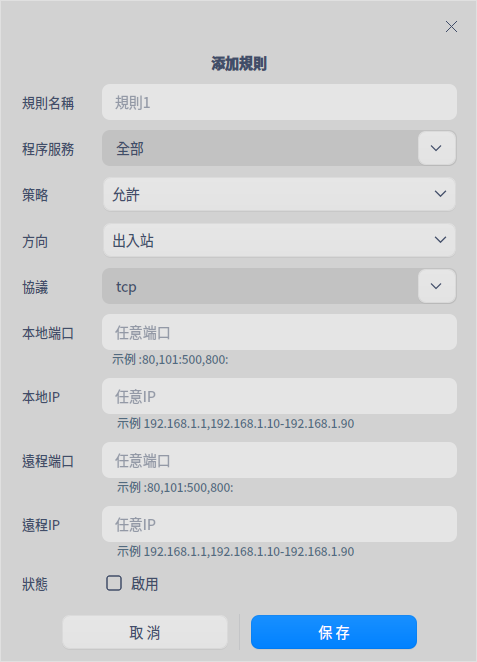 添加規則
規則名稱 規則1
程序服務 全部
策略 允許
方向 出入站
協議 tcp
本地端口 任意端口
示例 :80,101:500,800:
本地IP 任意IP
示例 192.168.1.1,192.168.1.10-192.168.1.90
遠程端口 任意端口
示例 :80,101:500,800:
遠程IP 任意IP
示例 192.168.1.1,192.168.1.10-192.168.1.90
狀態 啟用
取消 保存